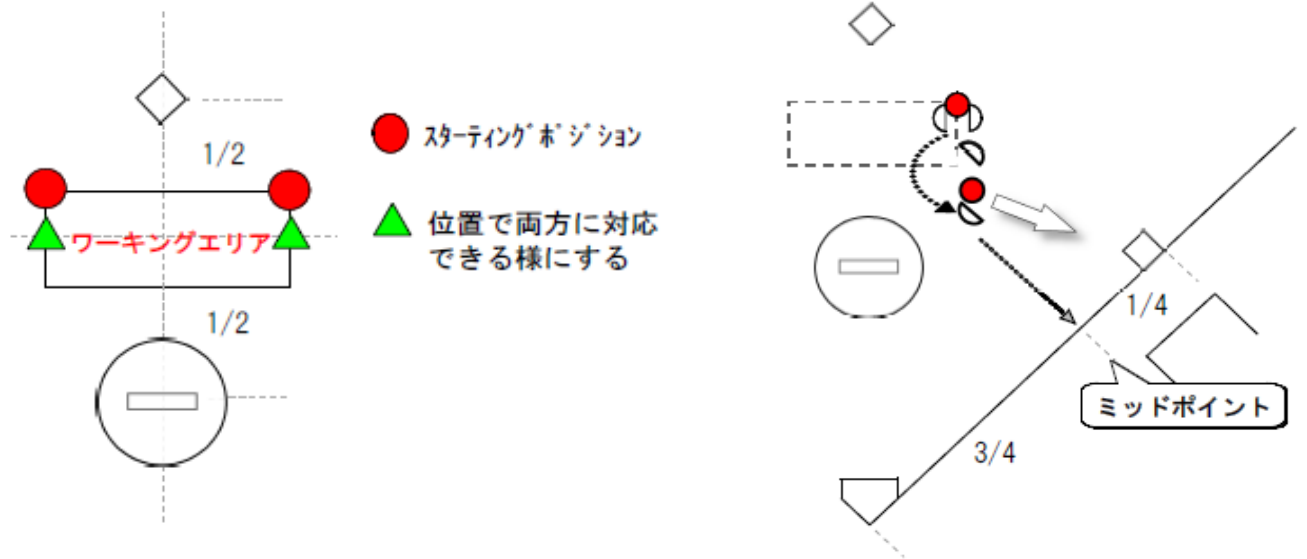 1/2
ワーキングエリア
1/2
ｽﾀｰﾃｨﾝｸﾞﾎﾟｼﾞｼｮﾝ
位置で両方に対応
できる様にする
1/4
ミッドポイント
3/4